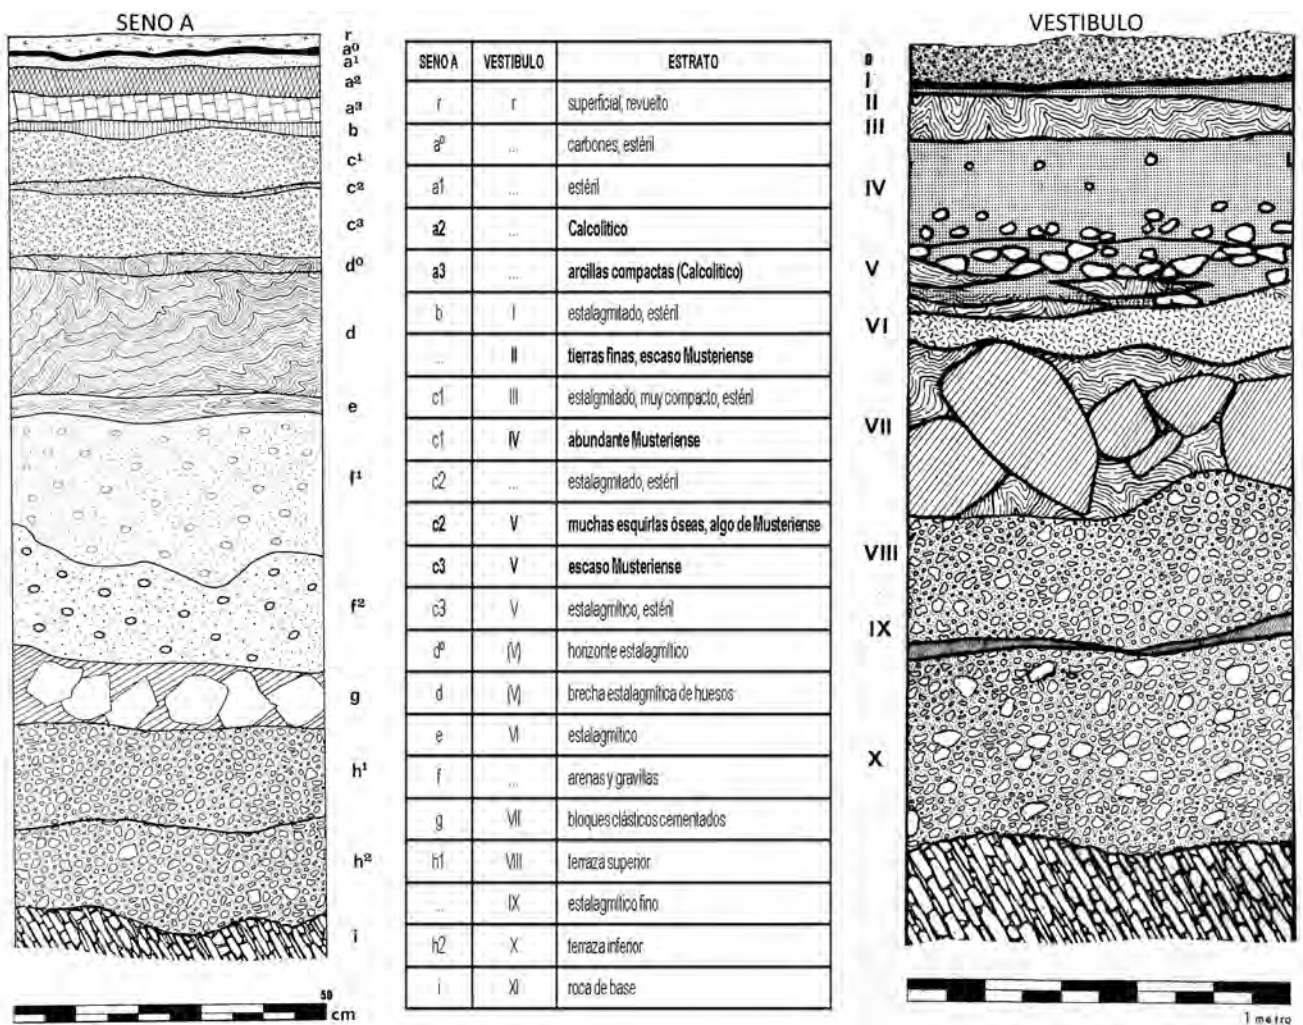 SENO A
r
a⁰
a¹
a²
a³
b
c¹
c²
c³
d⁰
d
e
f¹
f²
g
h¹
h²
i
50
cm
SENO A VESTIBULO ESTRATO
r r superficial, revuelto
aº ... carbones, estéril
a1 ... estéril
a2 ... Calcolitico
a3 ... arcillas compactas (Calcolitico)
b I estalagmitado, estéril
... II tierras finas, escaso Musteriense
c1 III estalgmitado, muy compacto, estéril
c1 IV abundante Musteriense
c2 ... estalagmitado, estéril
c2 V muchas esquirlas óseas, algo de Musteriense
c3 V escaso Musteriense
c3 V estalagmítico, estéril
dº (V) horizonte estalagmítico
d (V) brecha estalagmítica de huesos
e VI estalagmítico
f ... arenas y gravillas
g VII bloques clásticos cementados
h1 VIII terraza superior
... IX estalagmítico fino
h2 X terraza inferior
i XI roca de base
VESTIBULO
I
II
III
IV
V
VI
VII
VIII
IX
X
1 metro